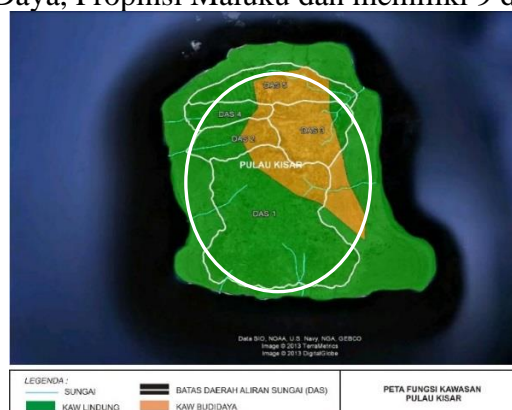 Daya, Propinsi Maluku dan memiliki 9 d
DAS 5
DAS 4
DAS 3
DAS 2
PULAU KISAR
DAS 1
Data SIO, NOAA, U.S. Navy, NGA, GEBCO
Image © 2013 TerraMetrics
Image © 2013 DigitalGlobe
LEGENDA :
SUNGAI
BATAS DAERAH ALIRAN SUNGAI (DAS)
KAW LINDUNG
KAW BUDIDAYA
PETA FUNGSI KAWASAN
PULAU KISAR